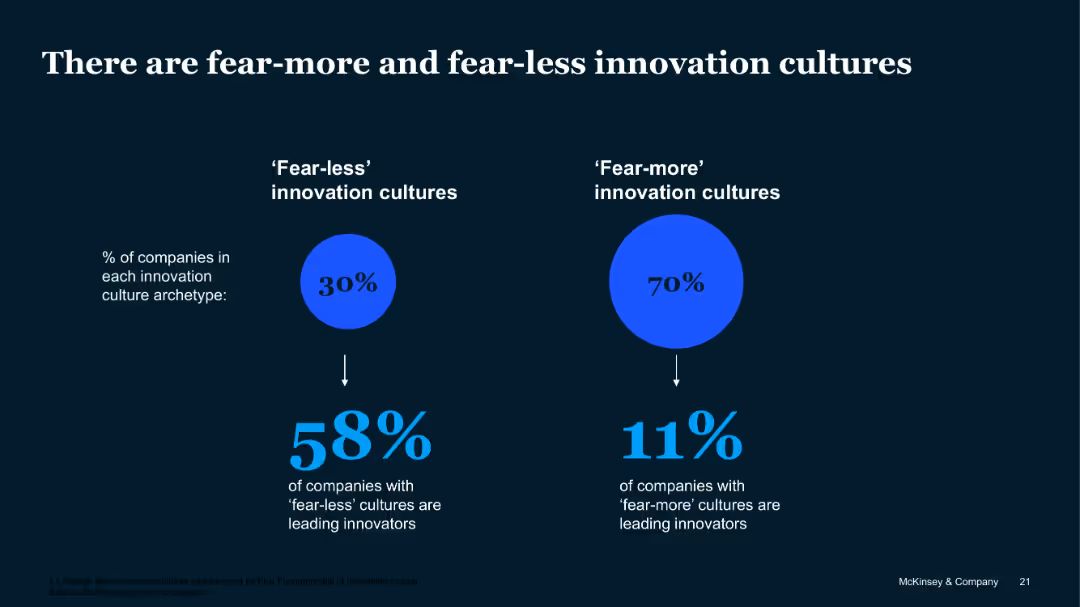 There are fear-more and fear-less innovation cultures
‘Fear-less’
innovation cultures
‘Fear-more’
innovation cultures
% of companies in
each innovation
culture archetype:
30%
70%
58%
11%
of companies with
‘fear-less’ cultures are
leading innovators
of companies with
‘fear-more’ cultures are
leading innovators
McKinsey & Company
21